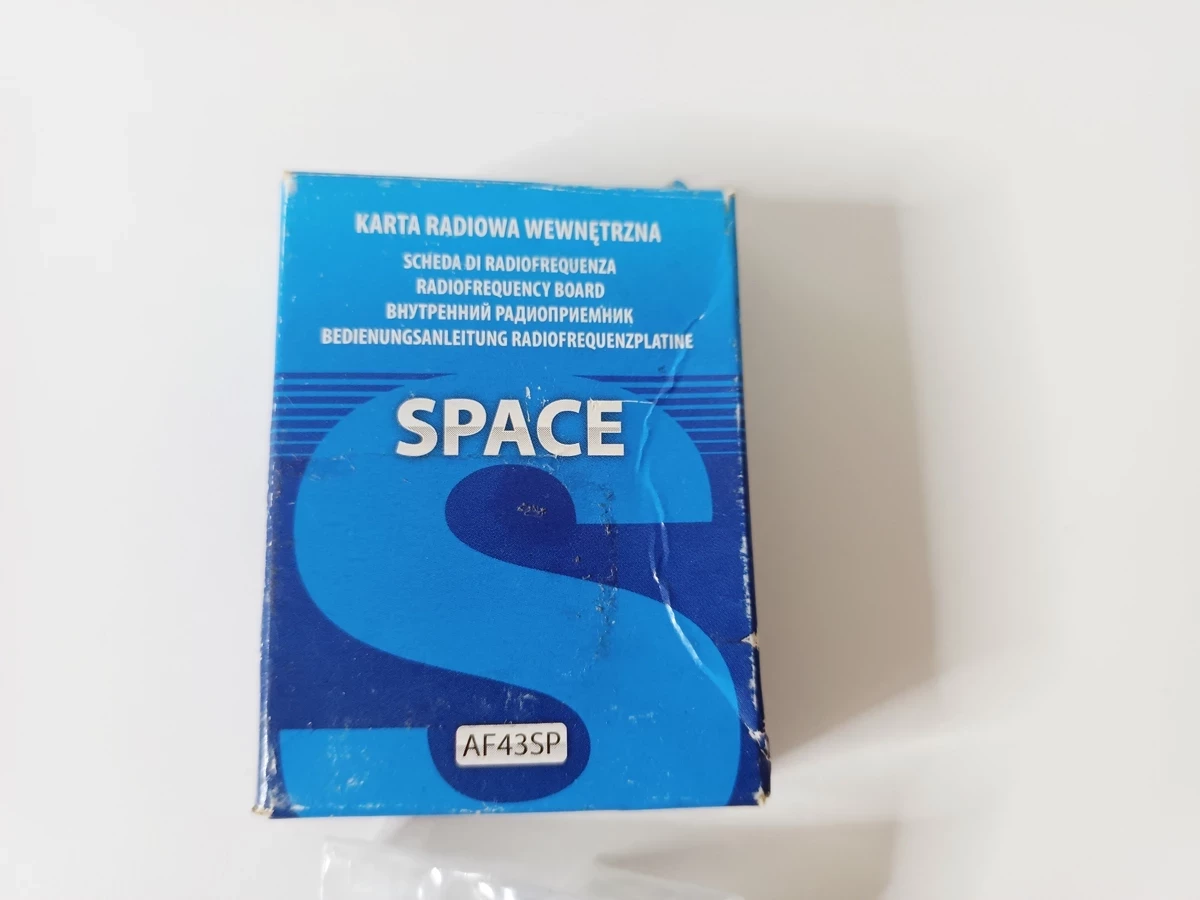 KARTA RADIOWA WEWNĘTRZNA
SCHEDA DI RADIOFREQUENZA
RADIOFREQUENCY BOARD
ВНУТРЕННИЙ РАДИОПРИЕМНИК
BEDIENUNGSANLEITUNG RADIOFREQUENZPLATINE
SPACE
AF43SP